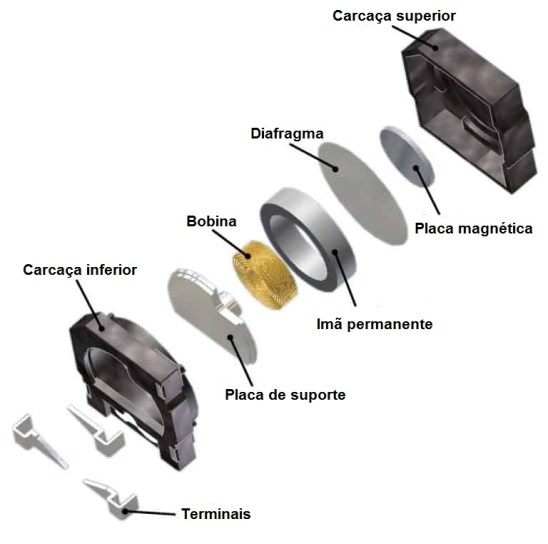 Carcaça superior
Diafragma
Placa magnética
Bobina
Carcaça inferior
Imã permanente
Placa de suporte
Terminais